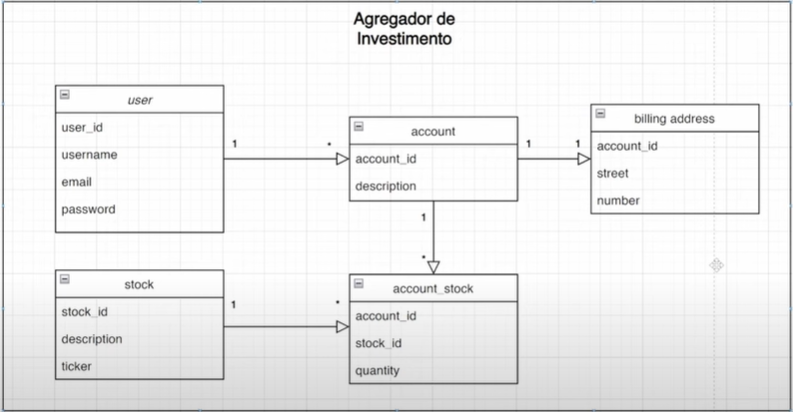 Agregador de
Investimento
user
user_id
username
email
password
1
*
account
account_id
description
1
1
billing address
account_id
street
number
1
*
stock
stock_id
description
ticker
1
*
account_stock
account_id
stock_id
quantity